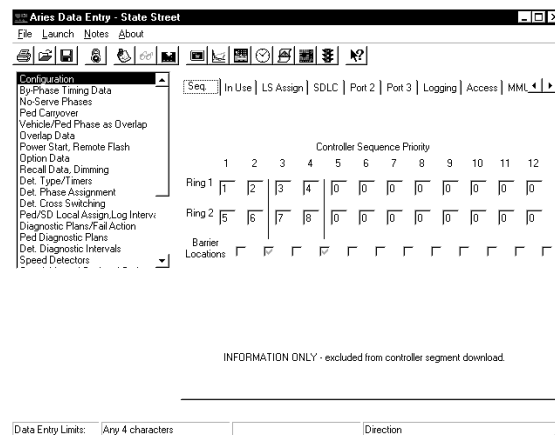 Aries Data Entry - State Street
File Launch Notes About
Configuration
By-Phase Timing Data
No-Serve Phases
Ped Carryover
Vehicle/Ped Phase as Overlap
Overlap Data
Power Start, Remote Flash
Option Data
Recall Data, Dimming
Det. Type/Timers
Det. Phase Assignment
Det. Cross Switching
Ped/SD Local Assign,Log Interva
Diagnostic Plans/Fail Action
Ped Diagnostic Plans
Det. Diagnostic Intervals
Speed Detectors
Seq. In Use LS Assign SDLC Port 2 Port 3 Logging Access MMU
Controller Sequence Priority
1 2 3 4 5 6 7 8 9 10 11 12
Ring 1 1 2 3 4 0 0 0 0 0 0 0 0
Ring 2 5 6 7 8 0 0 0 0 0 0 0 0
Barrier
Locations
INFORMATION ONLY - excluded from controller segment download.
Data Entry Limits: Any 4 characters Direction